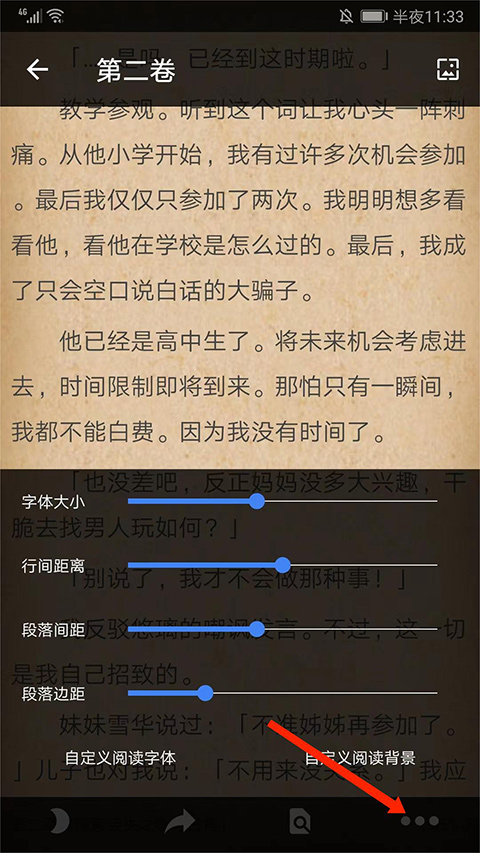 4G 半夜11:33
「……是吗，已经到这时期啦。」
第二卷
教学参观。听到这个词让我心头一阵刺
痛。从他小学开始，我有过许多次机会参加
。最后我仅仅只参加了两次。我明明想多看
看他，看他在学校是怎么过的。最后，我成
了只会空口说白话的大骗子。
他已经是高中生了。将未来机会考虑进
去，时间限制即将到来。那怕只有一瞬间，
我都不能白费。因为我没有时间了。
「也没差吧，反正妈妈没多大兴趣，干
字体大小
脆去找男人玩如何？」
行间距离
「别说了，我才不会做那种事！」
我反驳悠璃的嘲讽发言。不过，这一切
段落间距
是我自己招致的。
段落边距
妹妹雪华说过：「不准姊姊再参加了。
自定义阅读字体 自定义阅读背景
」儿子也对我说：「不用来没关系。」我应